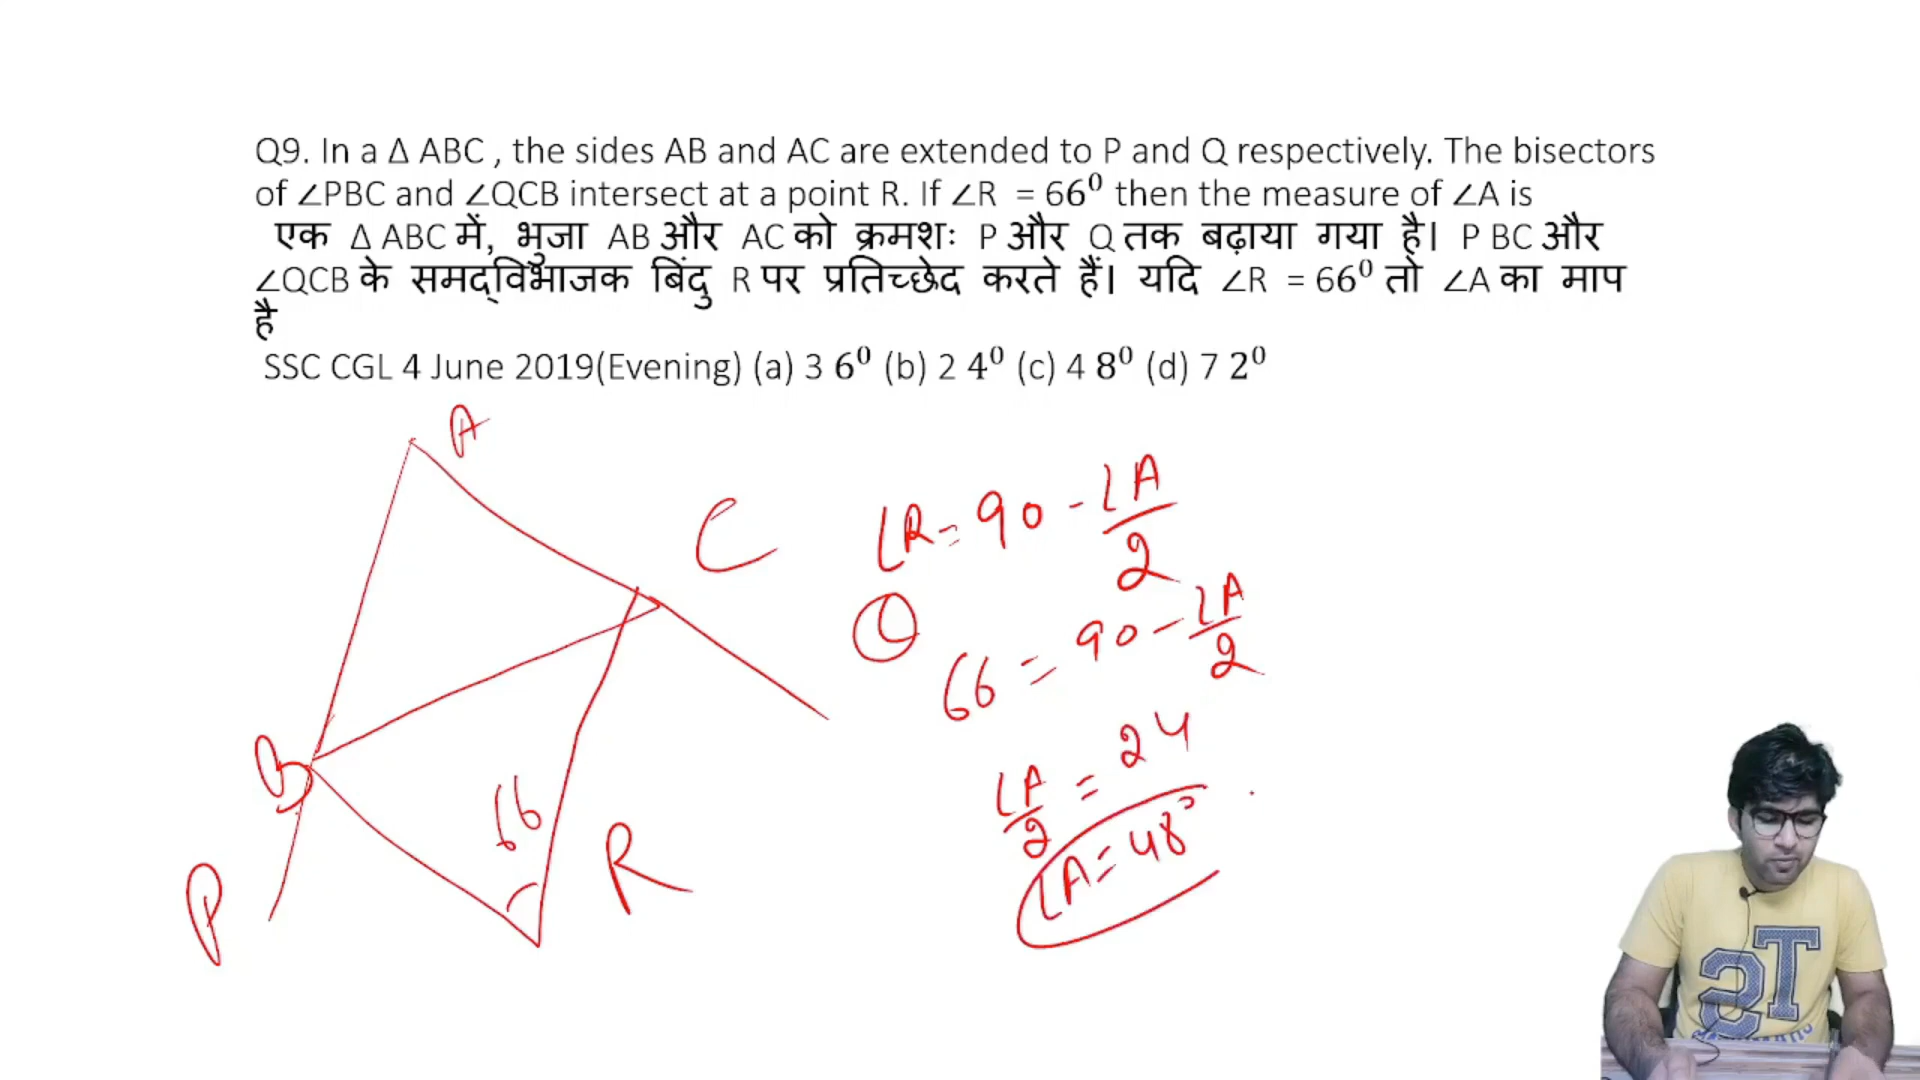 Q9. In a Δ ABC , the sides AB and AC are extended to P and Q respectively. The bisectors
of ∠PBC and ∠QCB intersect at a point R. If ∠R = 66⁰ then the measure of ∠A is
एक Δ ABC में, भुजा AB और AC को क्रमशः P और Q तक बढ़ाया गया है। P BC और
∠QCB के समद्विभाजक बिंदु R पर प्रतिच्छेद करते हैं। यदि ∠R = 66⁰ तो ∠A का माप
है
SSC CGL 4 June 2019(Evening) (a) 3 6⁰ (b) 2 4⁰ (c) 4 8⁰ (d) 7 2⁰
A
C
B
P
66
R
∠R = 90 - ∠A/2
Q
66 = 90 - ∠A/2
∠A/2 = 24
∠A = 48°
2T